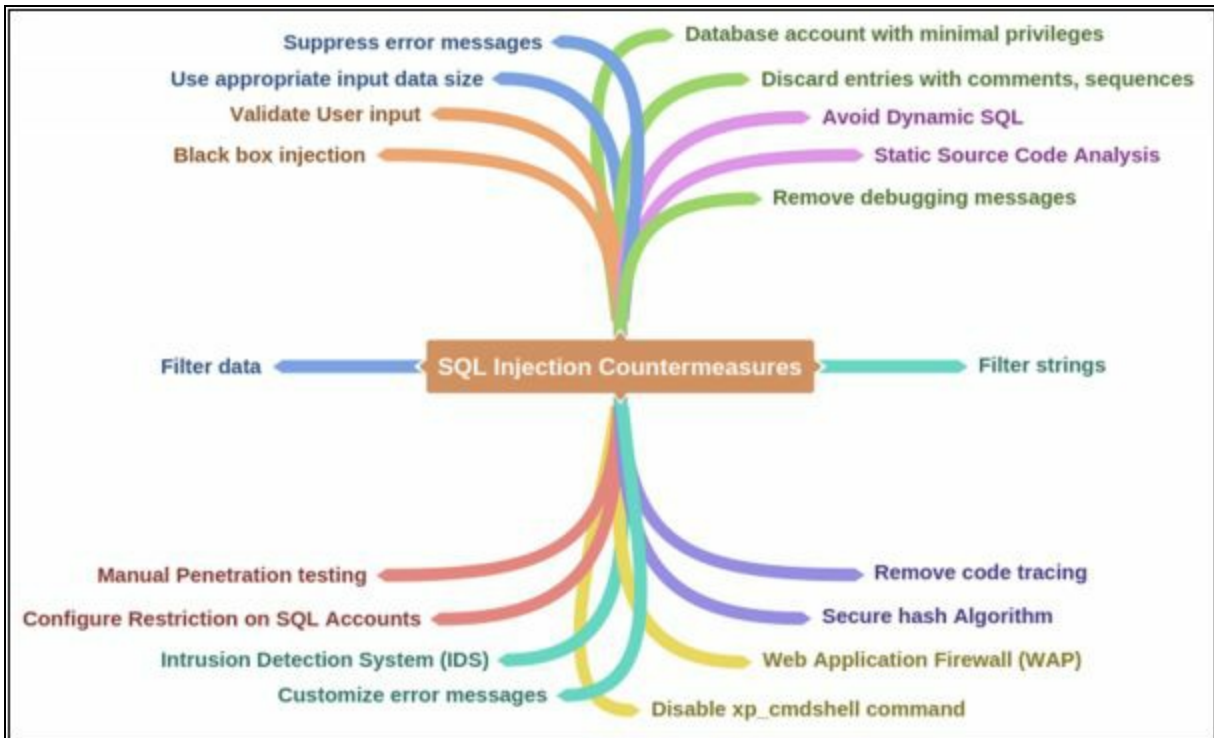 Suppress error messages
Database account with minimal privileges
Use appropriate input data size
Discard entries with comments, sequences
Validate User input
Avoid Dynamic SQL
Black box injection
Static Source Code Analysis
Remove debugging messages
Filter data
SQL Injection Countermeasures
Filter strings
Manual Penetration testing
Remove code tracing
Configure Restriction on SQL Accounts
Secure hash Algorithm
Intrusion Detection System (IDS)
Web Application Firewall (WAP)
Customize error messages
Disable xp_cmdshell command